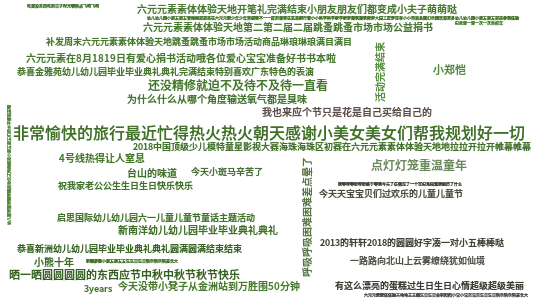 六元元素体体验天地开笔礼完满结束小朋友朋友们都变成小夫子萌萌哒
六元元素体体验天地第二第二届二届跳蚤跳蚤市场市场公益捐书
补发周末六元元素体体验天地跳蚤跳蚤市场市场活动商品琳琅琳琅满目满目
六元元素在8月1819日有爱心捐书活动哦各位爱心宝宝准备好书书本啦
恭喜金雅苑幼儿幼儿园毕业毕业典礼典礼完满结束特别喜欢广东特色的表演
活动完满结束
小郑恺
还没精修就迫不及待不及待一直看
为什么什么从哪个角度输送氧气都是臭味
我也来应个节只是花是自己买给自己的
非常愉快的旅行最近忙得热火热火朝天感谢小美女美女们帮我规划好一切
2018中国顶级少儿模特童星影视大赛海珠海珠区初赛在六元元素体体验天地地拉拉开拉开帷幕帷幕
4号线热得让人窒息
点灯灯笼重温童年
台山的味道
今天小斑马辛苦了
呼吸呼吸困难困难差点晕了
祝我家老公公生生日生日快乐快乐
今天天宝宝贝们过欢乐的儿童儿童节
启思国际幼儿幼儿园六一儿童儿童节童话主题活动
新南洋幼儿幼儿园毕业毕业典礼典礼
恭喜新洲幼儿幼儿园毕业毕业典礼典礼圆满圆满结束结束
2013的轩轩2018的圆圆好字凑一对小五棒棒哒
小熊十年
一路路向北山上云雾缭绕犹如仙境
晒一晒圆圆圆圆的东西应节中秋中秋节秋节快乐
3years
今天没带小凳子从金洲站到万胜围50分钟
有这么漂亮的蛋糕过生日生日心情超级超级美丽